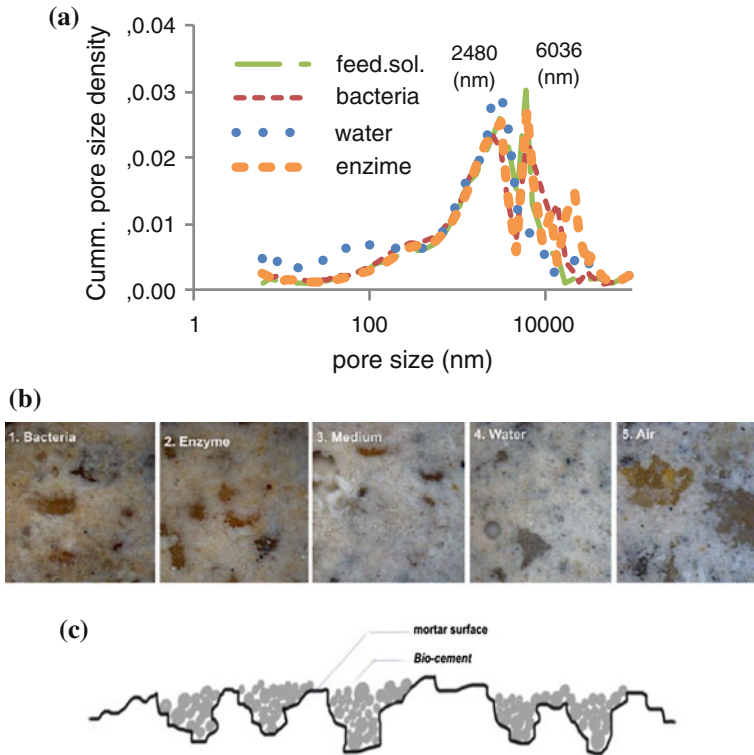 (a)
,0.04
,0.03
,0.02
,0.01
,0.00
Cumm. pore size density
feed.sol.
bacteria
water
enzime
2480
(nm)
6036
(nm)
1
100
10000
pore size (nm)
(b)
1. Bacteria
2. Enzyme
3. Medium
4. Water
5. Air
(c)
mortar surface
Bio-cement